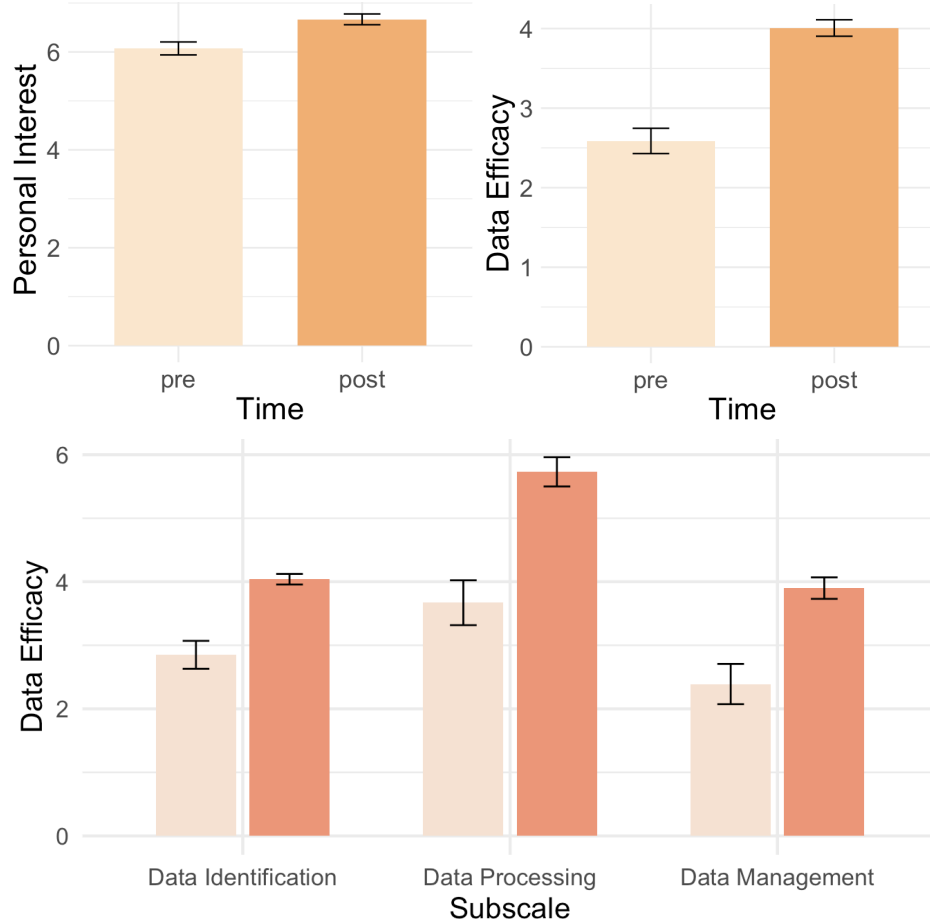 Personal Interest
6
4
2
0
pre
post
Time
Data Efficacy
4
3
2
1
0
pre
post
Time
Data Efficacy
6
4
2
0
Data Identification
Data Processing
Data Management
Subscale